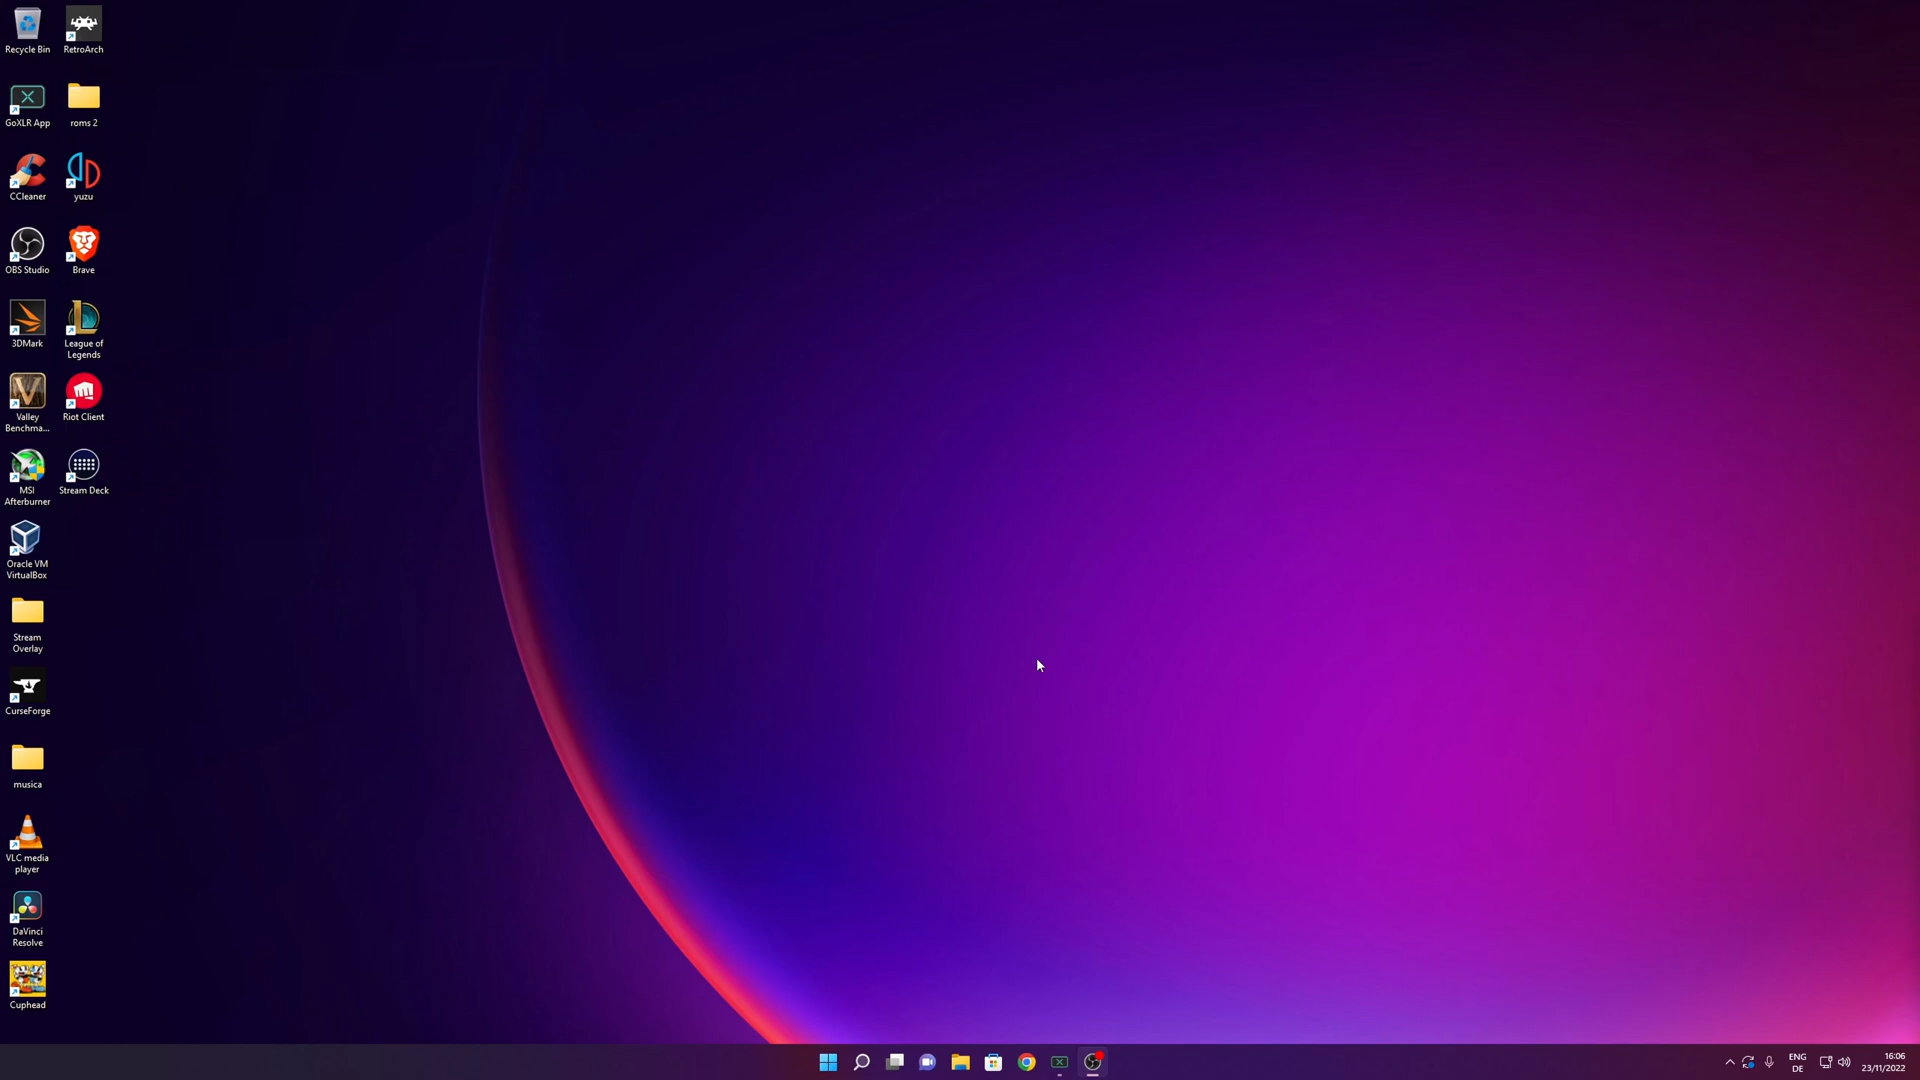 Recycle Bin
RetroArch
GoXLR App
roms 2
CCleaner
yuzu
OBS Studio
Brave
3DMark
League of
Legends
Valley
Benchma...
Riot Client
MSI
Afterburner
Stream Deck
Oracle VM
VirtualBox
Stream
Overlay
CurseForge
musica
VLC media
player
DaVinci
Resolve
Cuphead
ENG
DE
16:06
23/11/2022